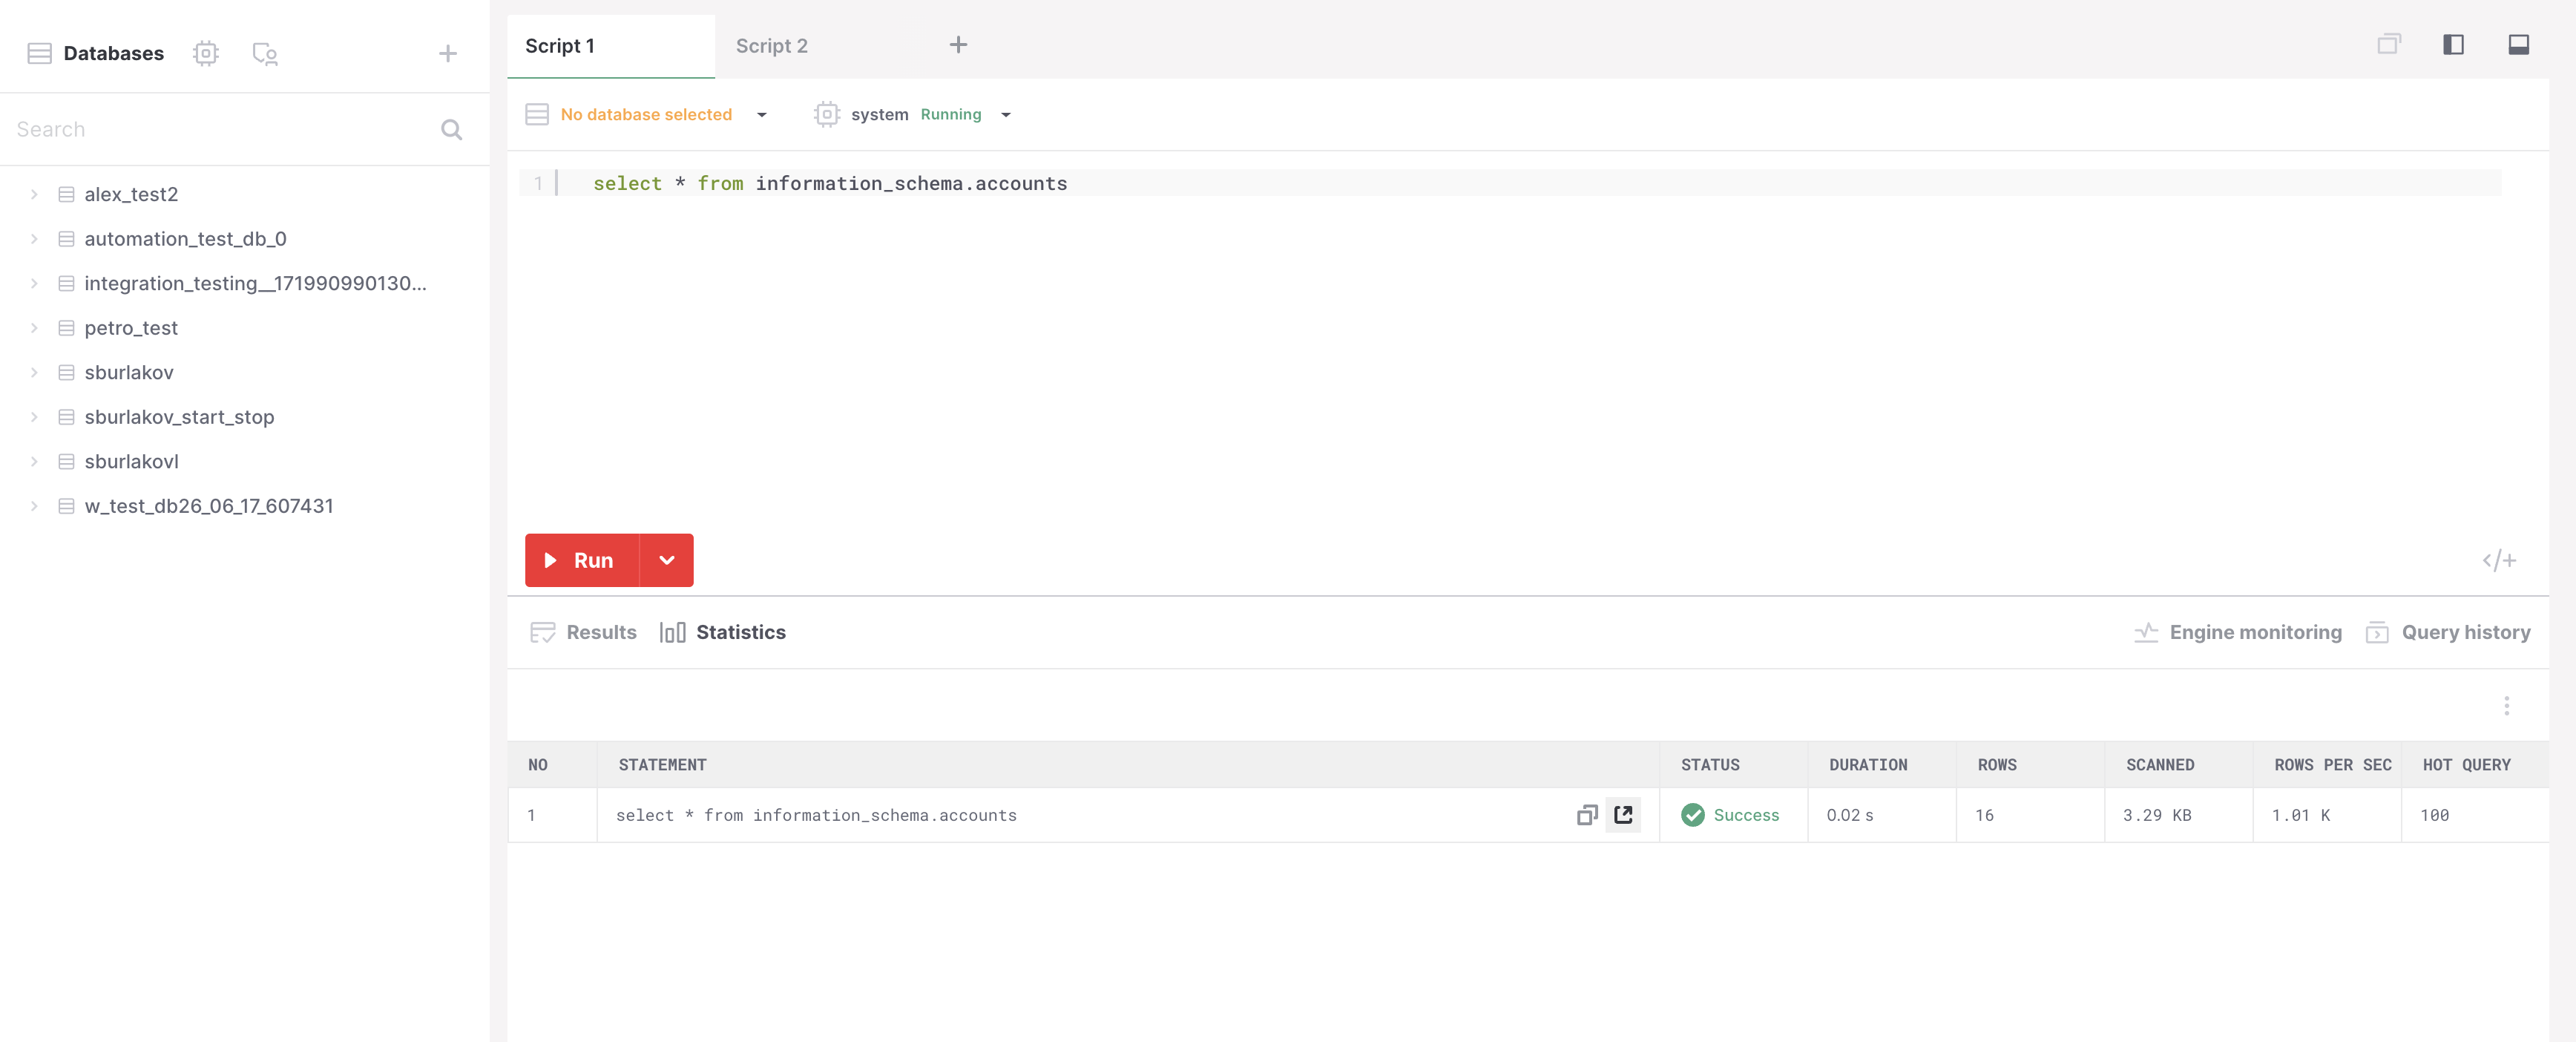 Databases
Search
alex_test2
automation_test_db_0
integration_testing__171990990130...
petro_test
sburlakov
sburlakov_start_stop
sburlakovl
w_test_db26_06_17_607431
Script 1 Script 2
No database selected system Running
1 select * from information_schema.accounts
Run
Results Statistics Engine monitoring Query history
NO STATEMENT STATUS DURATION ROWS SCANNED ROWS PER SEC HOT QUERY
1 select * from information_schema.accounts Success 0.02 s 16 3.29 KB 1.01 K 100